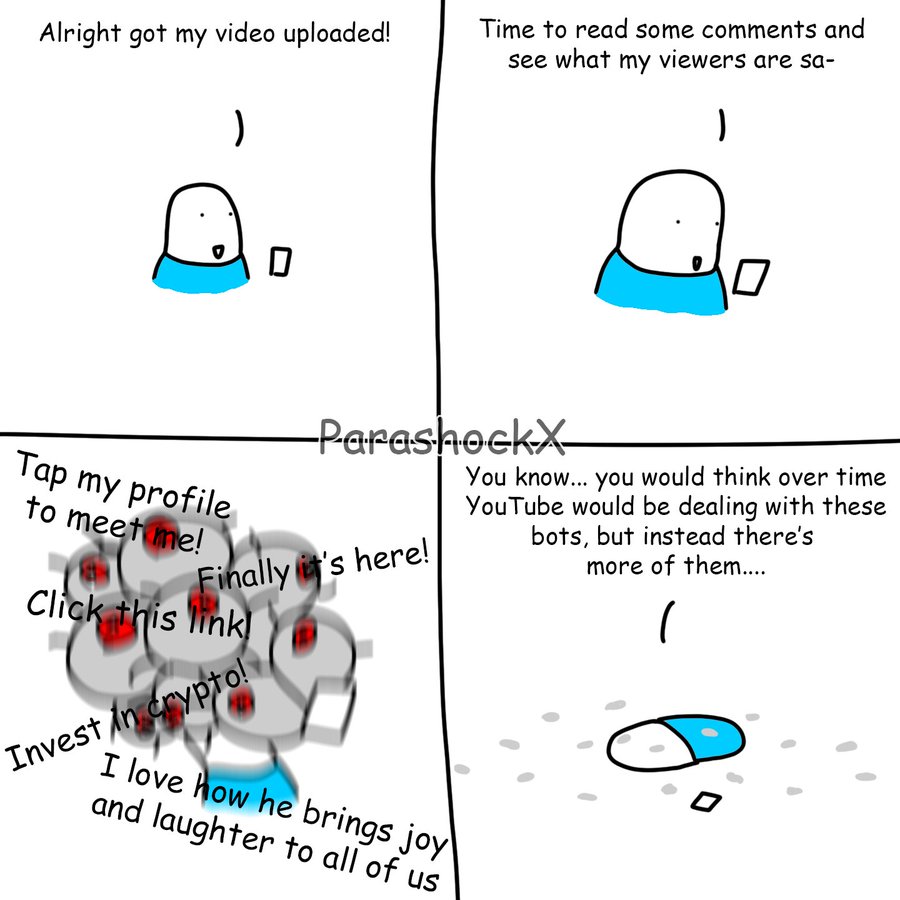 Alright got my video uploaded!
Time to read some comments and
see what my viewers are sa-
ParashockX
Tap my profile
to meet me!
Finally it's here!
Click this link!
Invest in crypto!
I love how he brings joy
and laughter to all of us
You know... you would think over time
YouTube would be dealing with these
bots, but instead there's
more of them....